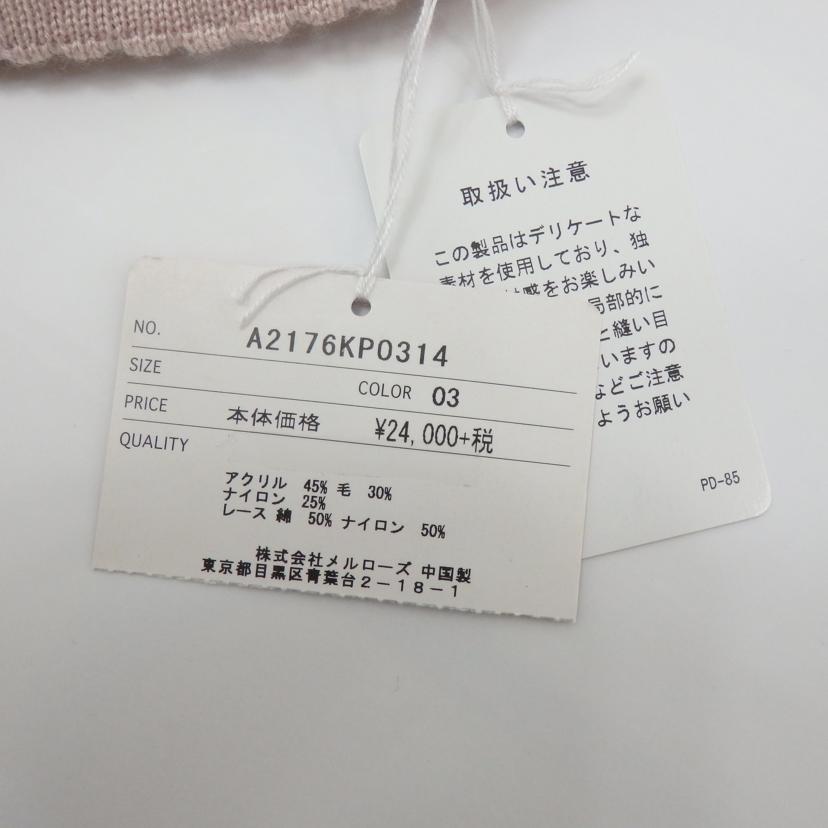 NO. A2176KP0314
SIZE
COLOR 03
PRICE 本体価格 ¥24,000+税
QUALITY
アクリル 45% 毛 30%
ナイロン 25%
レース 綿 50% ナイロン 50%
株式会社メルローズ 中国製
東京都目黒区青葉台2-18-1
取扱い注意
この製品はデリケートな
素材を使用しており、独
をお楽しみい
局部的に
と縫い目
いますの
などご注意
ようお願い
PD-85